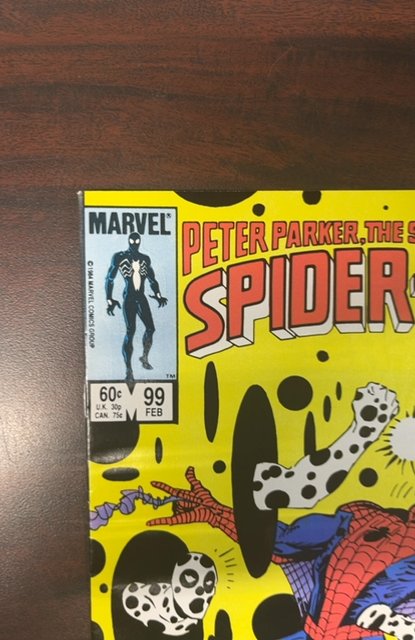 MARVEL
PETER PARKER, THE
SPIDER
© 1984 MARVEL COMICS GROUP
TM
60¢ 99
U.K. 30p FEB
CAN. 75¢